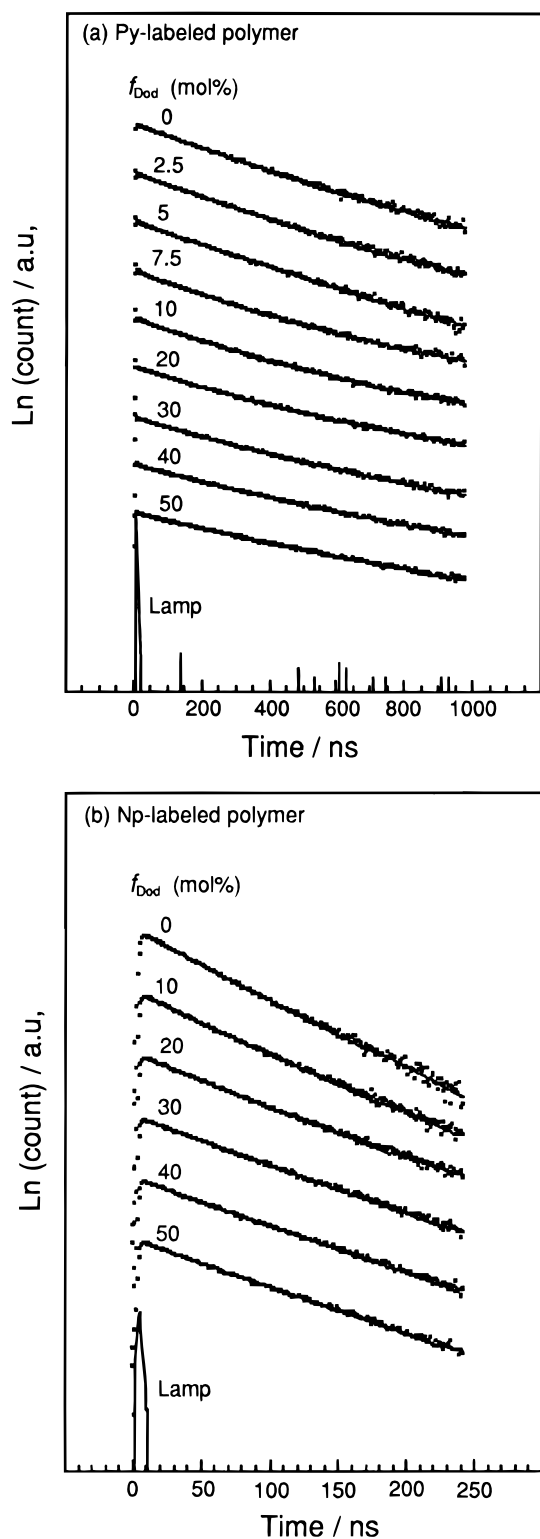 (a) Py-labeled polymer
f_Dod (mol%)
0
2.5
5
7.5
10
20
30
40
50
Lamp
Ln (count) / a.u,
0 200 400 600 800 1000
Time / ns
(b) Np-labeled polymer
f_Dod (mol%)
0
10
20
30
40
50
Lamp
Ln (count) / a.u,
0 50 100 150 200 250
Time / ns